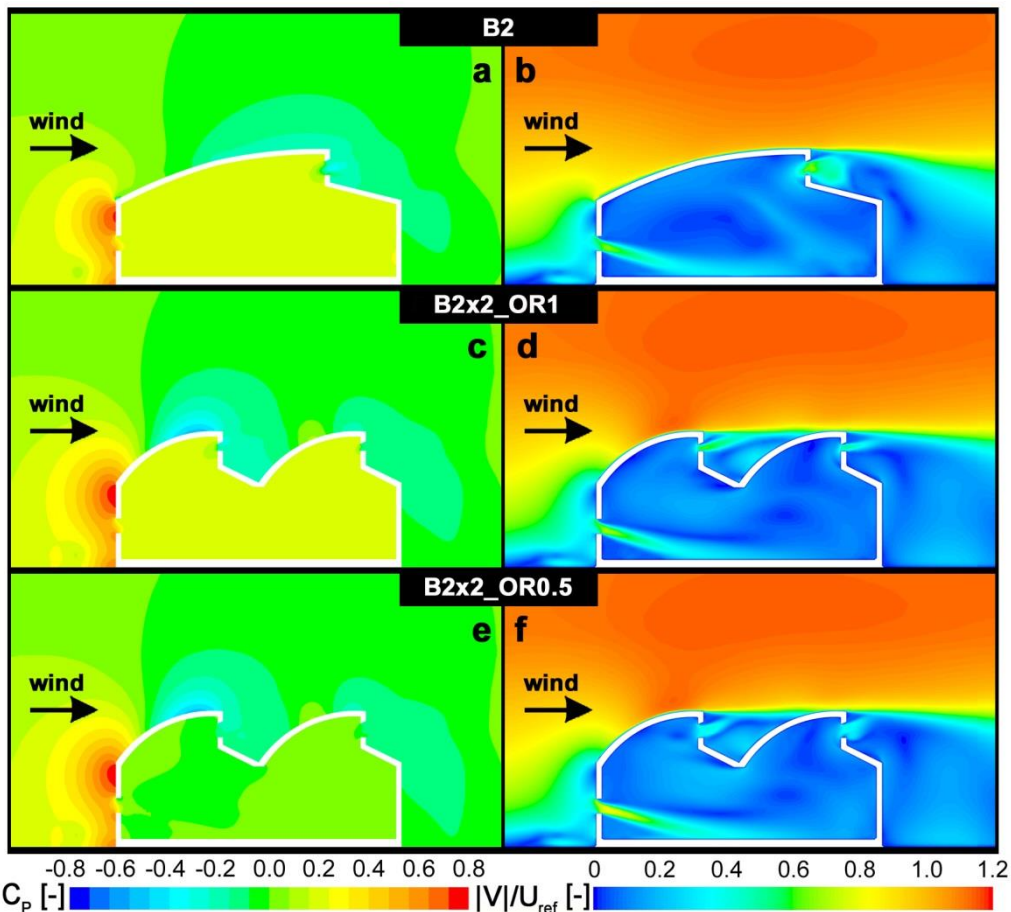 B2
a b
wind wind
B2x2_OR1
c d
wind wind
B2x2_OR0.5
e f
wind wind
-0.8 -0.6 -0.4 -0.2 0.0 0.2 0.4 0.6 0.8 0 0.2 0.4 0.6 0.8 1.0 1.2
CP [-] |V|/Uref [-]